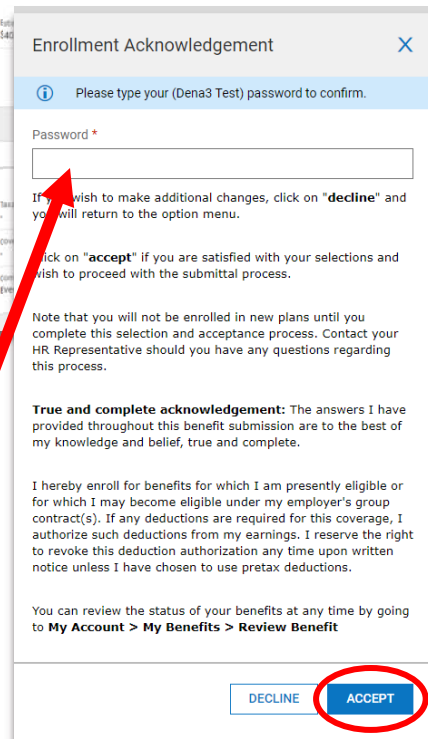 Enrollment Acknowledgement X
Please type your (Dena3 Test) password to confirm.
Password *
If wish to make additional changes, click on "decline" and
will return to the option menu.
on "accept" if you are satisfied with your selections and
wish to proceed with the submittal process.
Note that you will not be enrolled in new plans until you
complete this selection and acceptance process. Contact your
HR Representative should you have any questions regarding
this process.
True and complete acknowledgement: The answers I have
provided throughout this benefit submission are to the best of
my knowledge and belief, true and complete.
I hereby enroll for benefits for which I am presently eligible or
for which I may become eligible under my employer's group
contract(s). If any deductions are required for this coverage, I
authorize such deductions from my earnings. I reserve the right
to revoke this deduction authorization any time upon written
notice unless I have chosen to use pretax deductions.
You can review the status of your benefits at any time by going
to My Account > My Benefits > Review Benefit
DECLINE ACCEPT